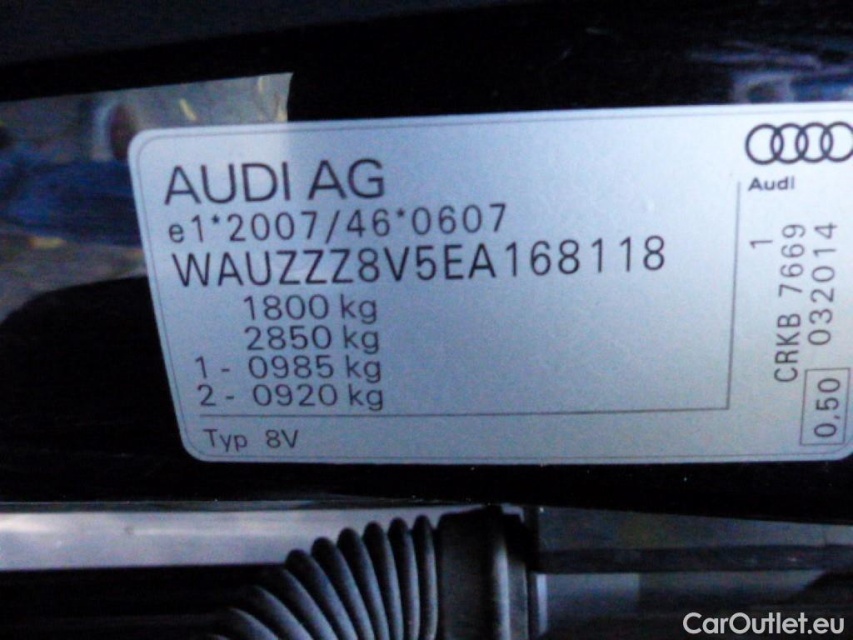 AUDI AG
e1*2007/46*0607
WAUZZZ8V5EA168118
1800 kg
2850 kg
1 - 0985 kg
2 - 0920 kg
Typ 8V
Audi
1
CRKB 7669
032014
0,50
CarOutlet.eu